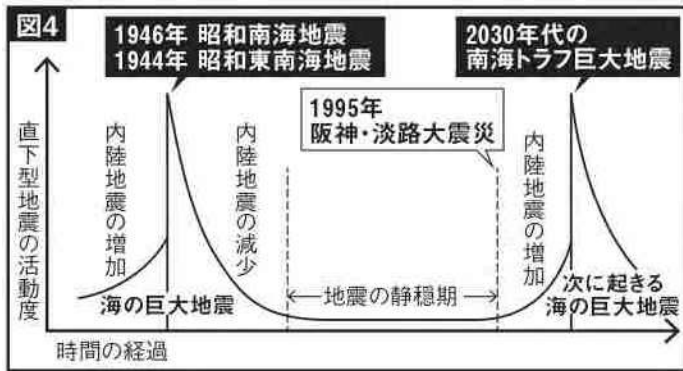 図4
1946年 昭和南海地震
1944年 昭和東南海地震
2030年代の
南海トラフ巨大地震
1995年
阪神・淡路大震災
直下型地震の活動度
内陸地震の増加
内陸地震の減少
内陸地震の増加
海の巨大地震
地震の静穏期
次に起きる
海の巨大地震
時間の経過